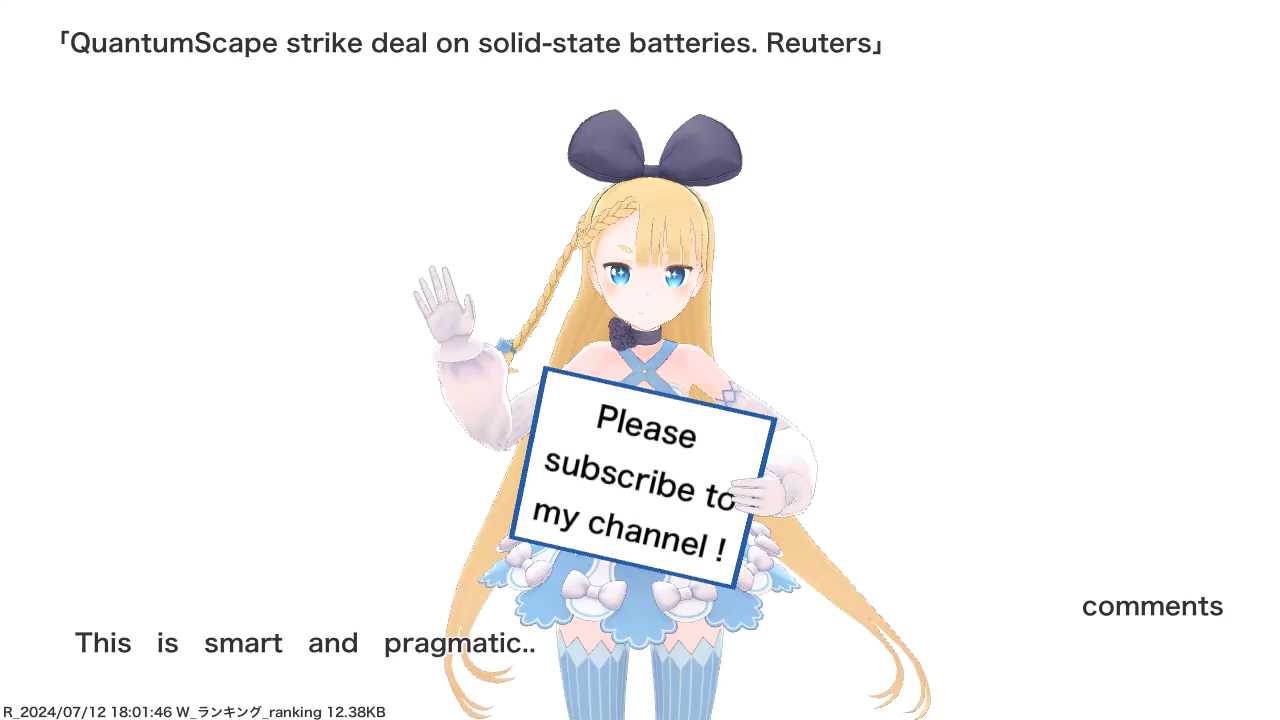 「QuantumScape strike deal on solid-state batteries. Reuters」
Please
subscribe to
my channel !
comments
This is smart and pragmatic..
R_2024/07/12 18:01:46 W_ランキング_ranking 12.38KB